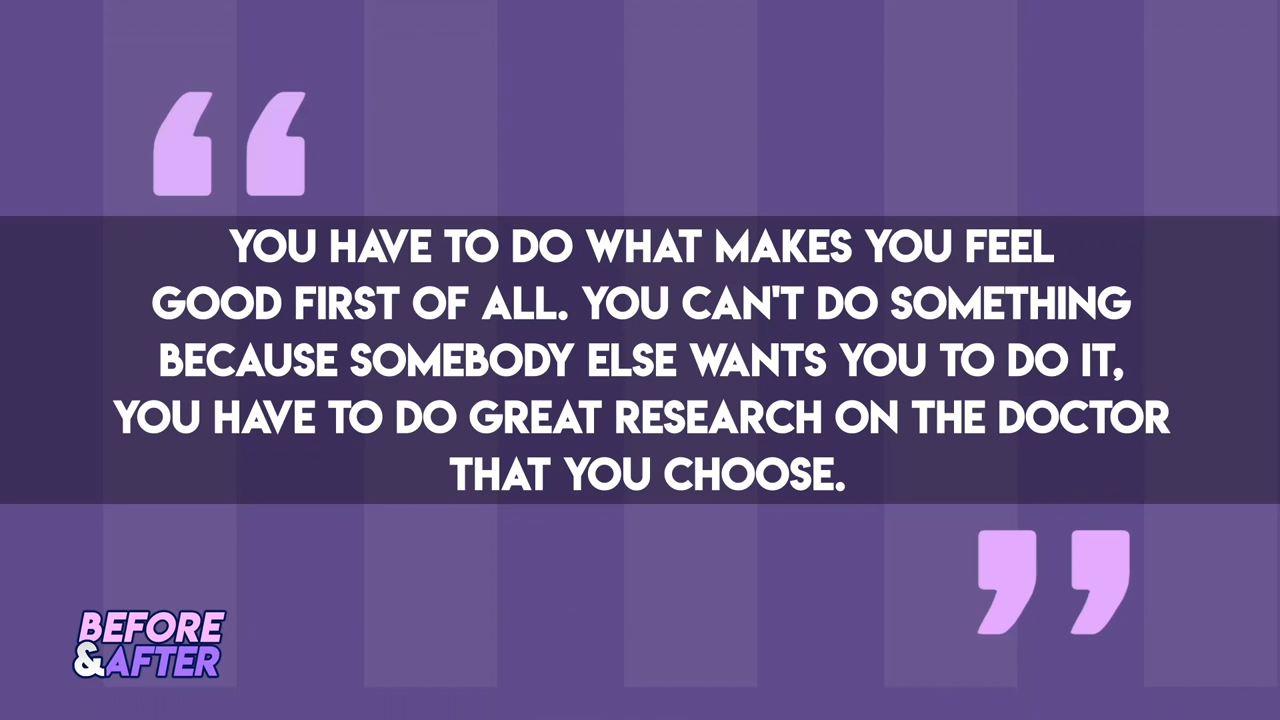 YOU HAVE TO DO WHAT MAKES YOU FEEL
GOOD FIRST OF ALL. YOU CAN'T DO SOMETHING
BECAUSE SOMEBODY ELSE WANTS YOU TO DO IT,
YOU HAVE TO DO GREAT RESEARCH ON THE DOCTOR
THAT YOU CHOOSE.
BEFORE
&AFTER